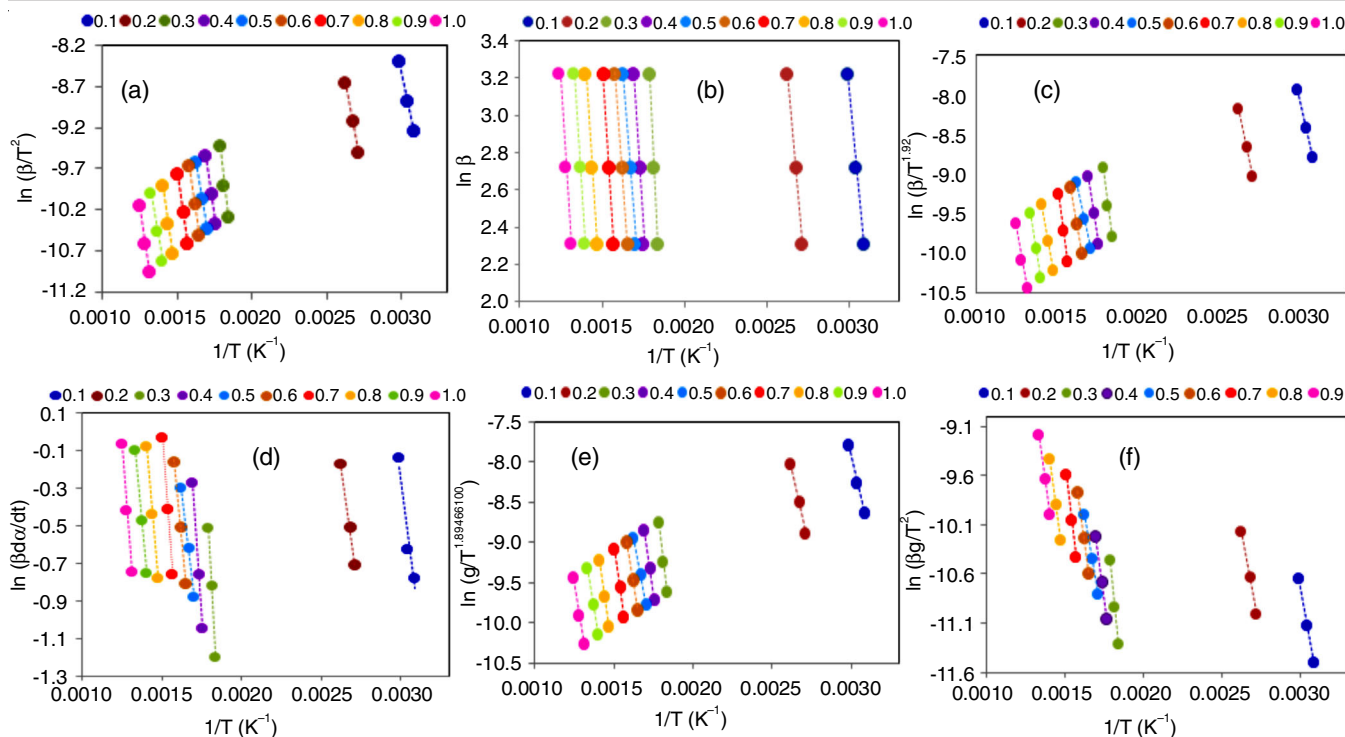 0.1 0.2 0.3 0.4 0.5 0.6 0.7 0.8 0.9 1.0
(a)
ln (β/T²)
-8.2
-8.7
-9.2
-9.7
-10.2
-10.7
-11.2
0.0010 0.0015 0.0020 0.0025 0.0030
1/T (K⁻¹)
0.1 0.2 0.3 0.4 0.5 0.6 0.7 0.8 0.9 1.0
(b)
ln β
3.4
3.2
3.0
2.8
2.6
2.4
2.2
2.0
0.0010 0.0015 0.0020 0.0025 0.0030
1/T (K⁻¹)
0.1 0.2 0.3 0.4 0.5 0.6 0.7 0.8 0.9 1.0
(c)
ln (β/T^1.92)
-7.5
-8.0
-8.5
-9.0
-9.5
-10.0
-10.5
0.0010 0.0015 0.0020 0.0025 0.0030
1/T (K⁻¹)
0.1 0.2 0.3 0.4 0.5 0.6 0.7 0.8 0.9 1.0
(d)
ln (βdα/dt)
0.1
-0.1
-0.3
-0.5
-0.7
-0.9
-1.1
-1.3
0.0010 0.0015 0.0020 0.0025 0.0030
1/T (K⁻¹)
0.1 0.2 0.3 0.4 0.5 0.6 0.7 0.8 0.9 1.0
(e)
ln (g/T^1.89466100)
-7.5
-8.0
-8.5
-9.0
-9.5
-10.0
-10.5
0.0010 0.0015 0.0020 0.0025 0.0030
1/T (K⁻¹)
0.1 0.2 0.3 0.4 0.5 0.6 0.7 0.8 0.9
(f)
ln (βg/T²)
-9.1
-9.6
-10.1
-10.6
-11.1
-11.6
0.0010 0.0015 0.0020 0.0025 0.0030
1/T (K⁻¹)